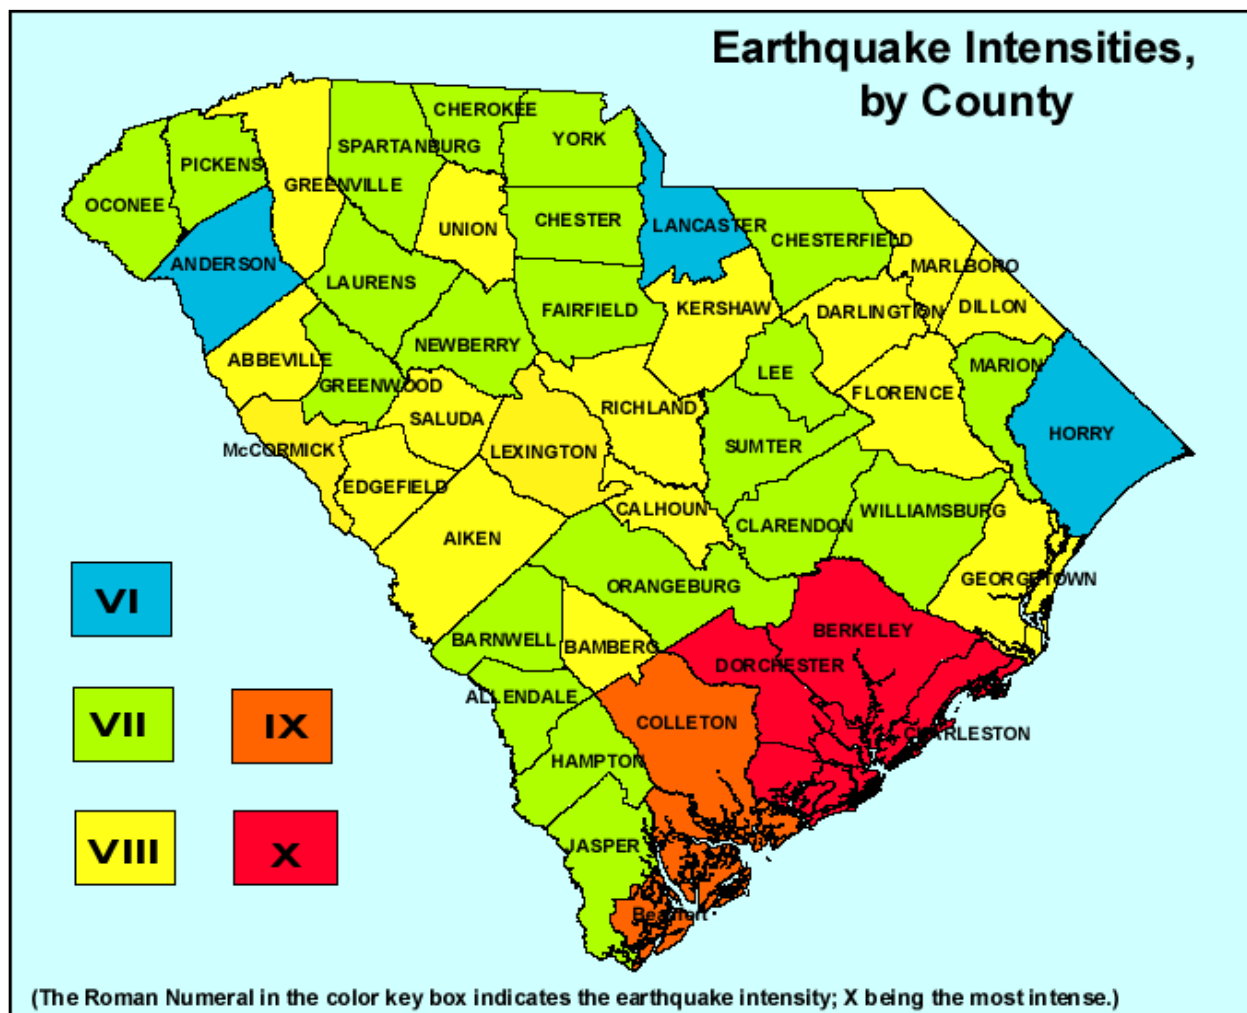 Earthquake Intensities,
by County
CHEROKEE
SPARTANBURG
YORK
PICKENS
GREENVILLE
OCONEE
UNION
CHESTER
LANCASTER
CHESTERFIELD
ANDERSON
MARLBORO
LAURENS
KERSHAW
DILLON
FAIRFIELD
DARLINGTON
NEWBERRY
ABBEVILLE
MARION
LEE
GREENWOOD
FLORENCE
RICHLAND
SALUDA
HORRY
SUMTER
McCORMICK
LEXINGTON
EDGEFIELD
CALHOUN
WILLIAMSBURG
CLARENDON
AIKEN
GEORGETOWN
ORANGEBURG
VI
BERKELEY
BARNWELL
BAMBERG
DORCHESTER
ALLENDALE
VII
IX
COLLETON
CHARLESTON
HAMPTON
JASPER
VIII
X
Beaufort
(The Roman Numeral in the color key box indicates the earthquake intensity; X being the most intense.)